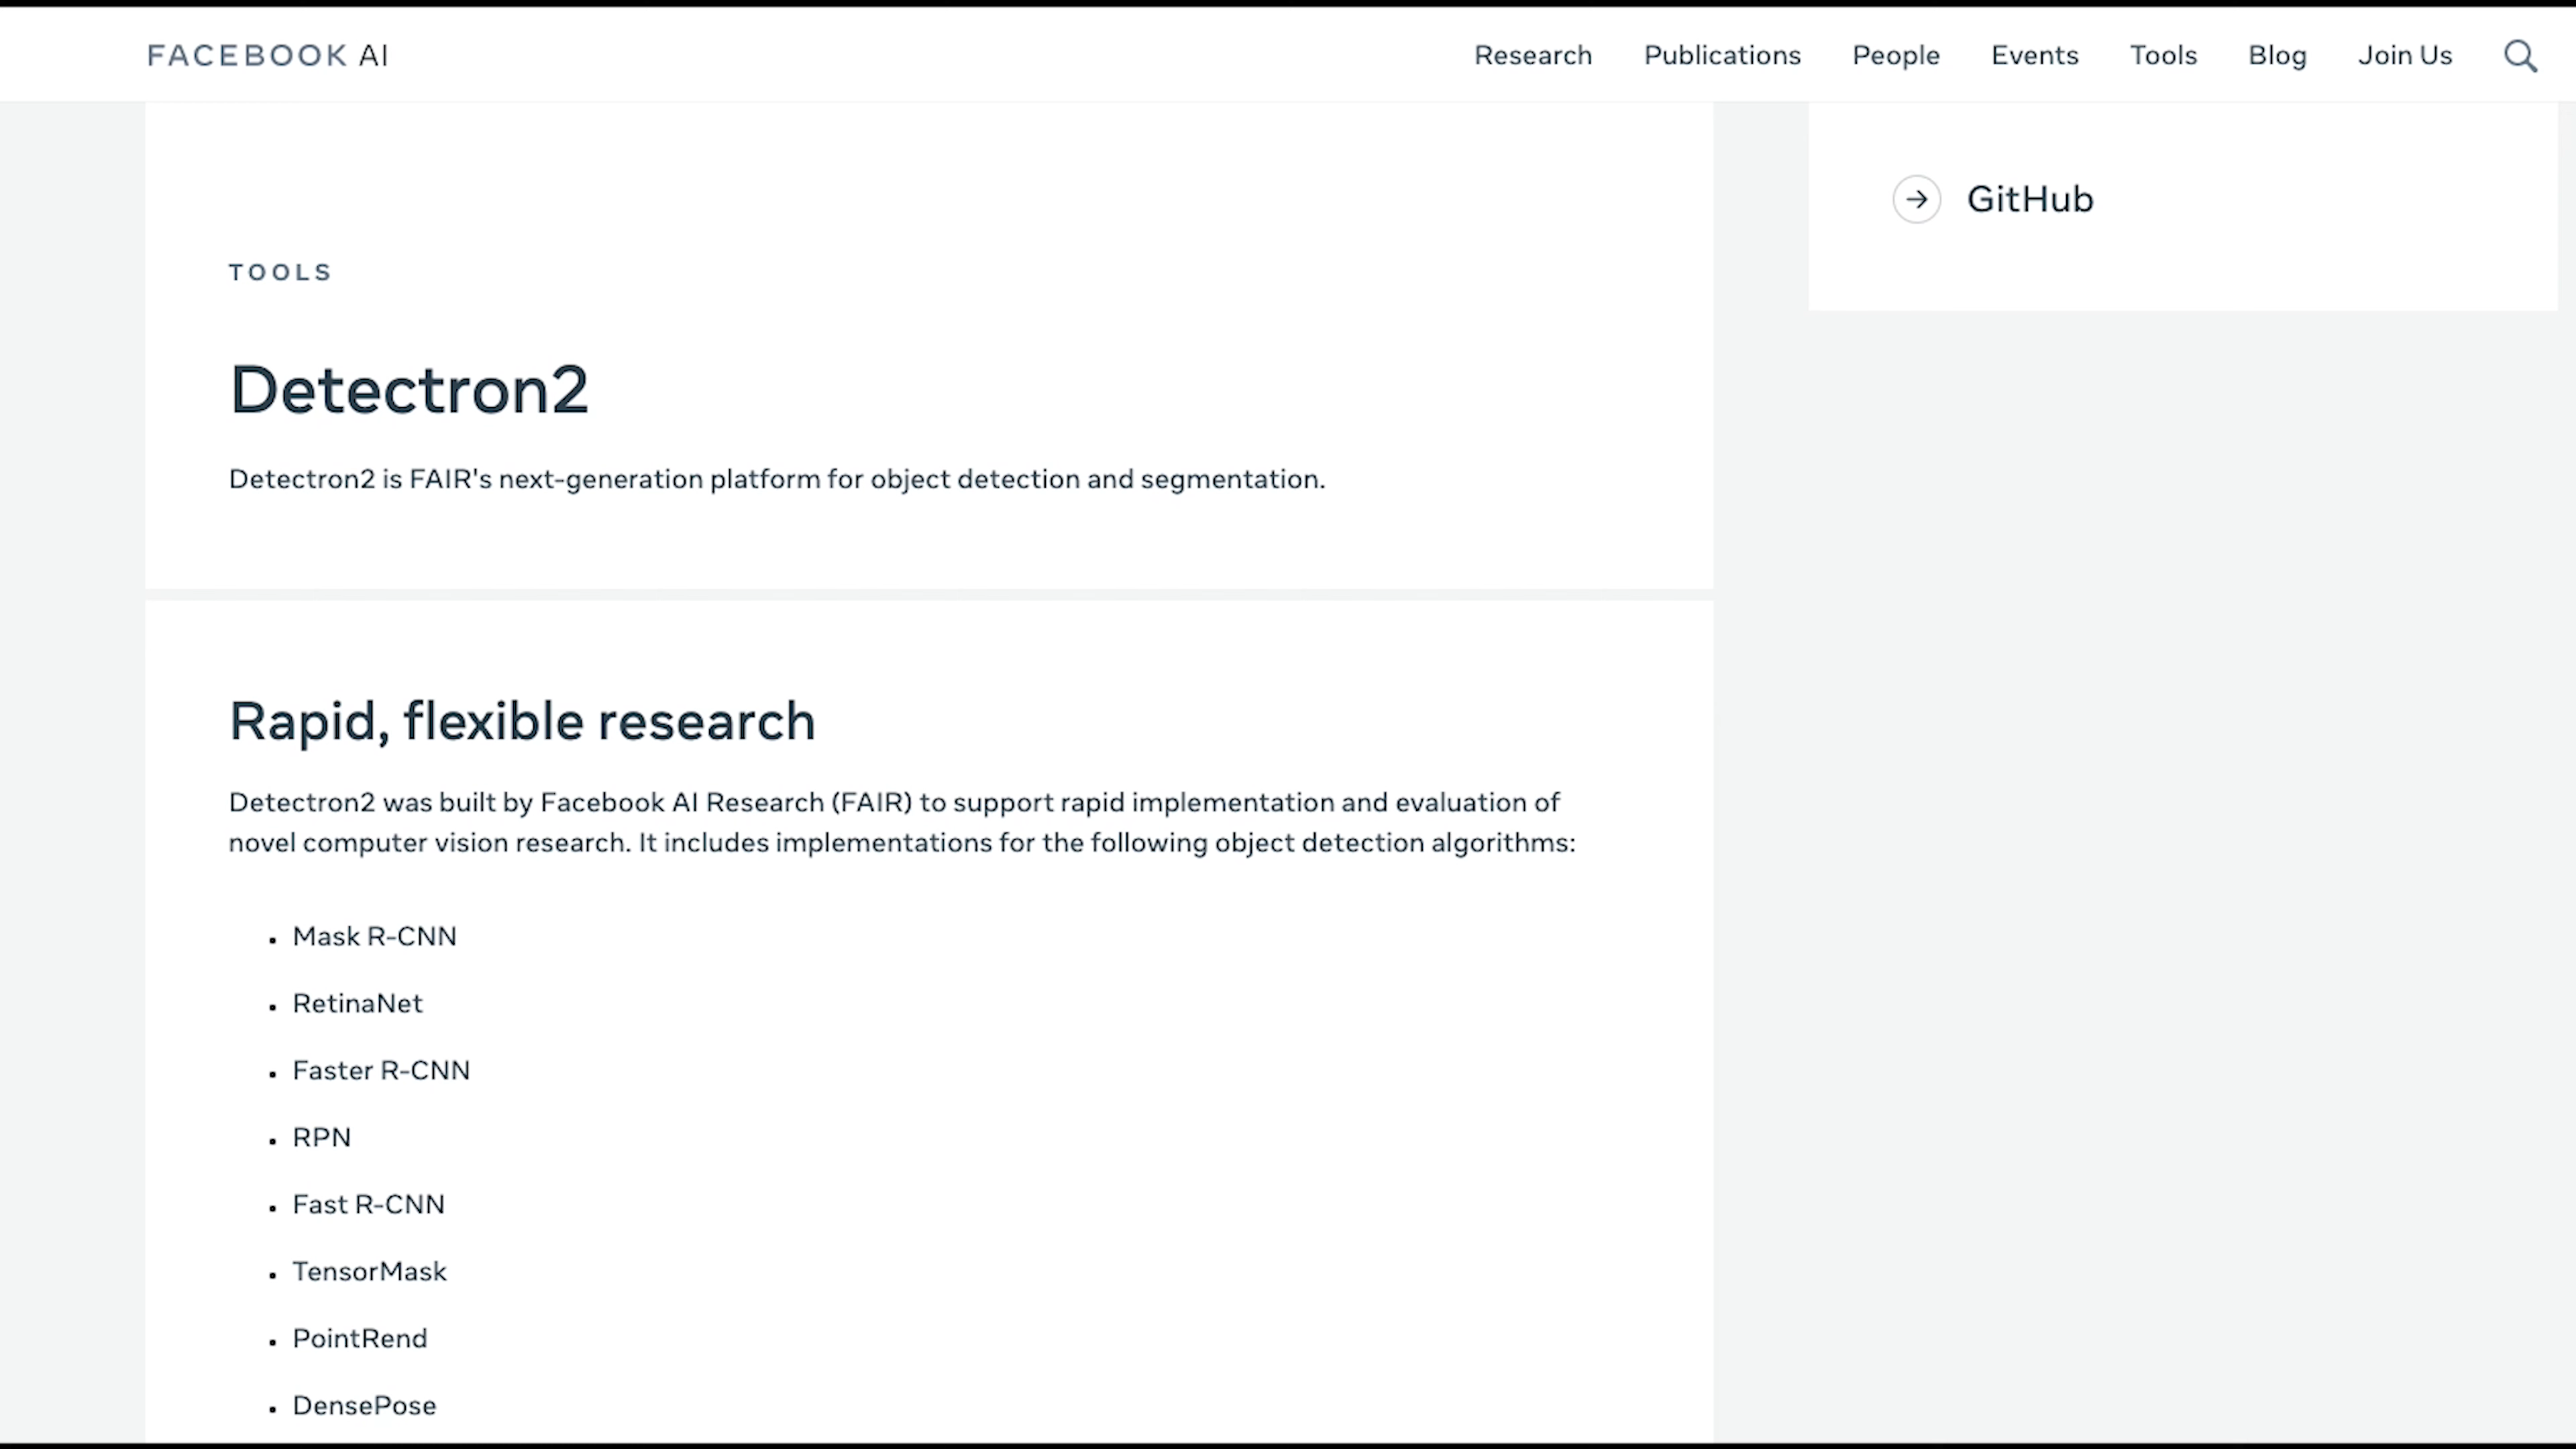 FACEBOOK AI
Research Publications People Events Tools Blog Join Us
GitHub
TOOLS
Detectron2
Detectron2 is FAIR's next-generation platform for object detection and segmentation.
Rapid, flexible research
Detectron2 was built by Facebook AI Research (FAIR) to support rapid implementation and evaluation of
novel computer vision research. It includes implementations for the following object detection algorithms:
• Mask R-CNN
• RetinaNet
• Faster R-CNN
• RPN
• Fast R-CNN
• TensorMask
• PointRend
• DensePose